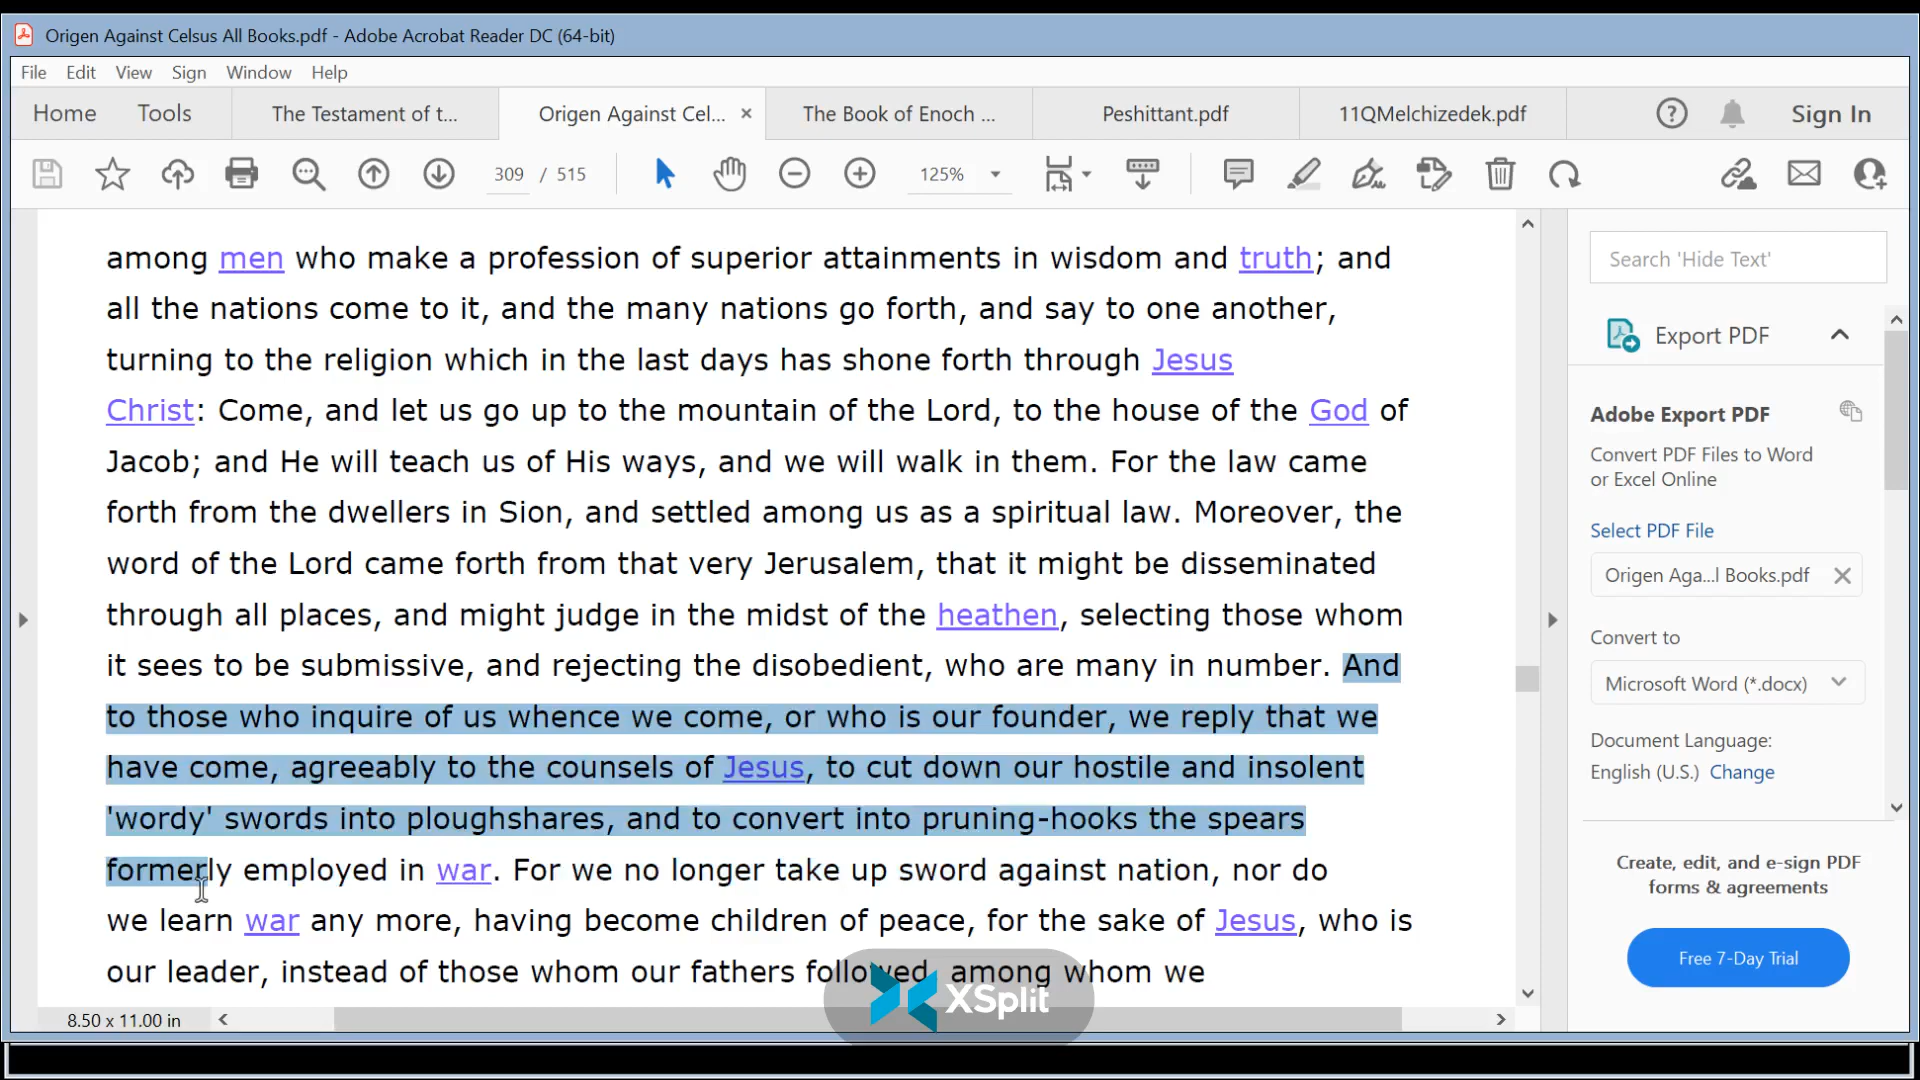 Origen Against Celsus All Books.pdf - Adobe Acrobat Reader DC (64-bit)
File Edit View Sign Window Help
Home Tools The Testament of t... Origen Against Cel... The Book of Enoch ... Peshittant.pdf 11QMelchizedek.pdf Sign In
309 / 515 125%
among men who make a profession of superior attainments in wisdom and truth; and
all the nations come to it, and the many nations go forth, and say to one another,
turning to the religion which in the last days has shone forth through Jesus
Christ: Come, and let us go up to the mountain of the Lord, to the house of the God of
Jacob; and He will teach us of His ways, and we will walk in them. For the law came
forth from the dwellers in Sion, and settled among us as a spiritual law. Moreover, the
word of the Lord came forth from that very Jerusalem, that it might be disseminated
through all places, and might judge in the midst of the heathen, selecting those whom
it sees to be submissive, and rejecting the disobedient, who are many in number. And
to those who inquire of us whence we come, or who is our founder, we reply that we
have come, agreeably to the counsels of Jesus, to cut down our hostile and insolent
'wordy' swords into ploughshares, and to convert into pruning-hooks the spears
formerly employed in war. For we no longer take up sword against nation, nor do
we learn war any more, having become children of peace, for the sake of Jesus, who is
our leader, instead of those whom our fathers followed, among whom we
8.50 x 11.00 in
Search 'Hide Text'
Export PDF
Adobe Export PDF
Convert PDF Files to Word
or Excel Online
Select PDF File
Origen Aga...l Books.pdf
Convert to
Microsoft Word (*.docx)
Document Language:
English (U.S.) Change
Create, edit, and e-sign PDF
forms & agreements
Free 7-Day Trial
XSplit